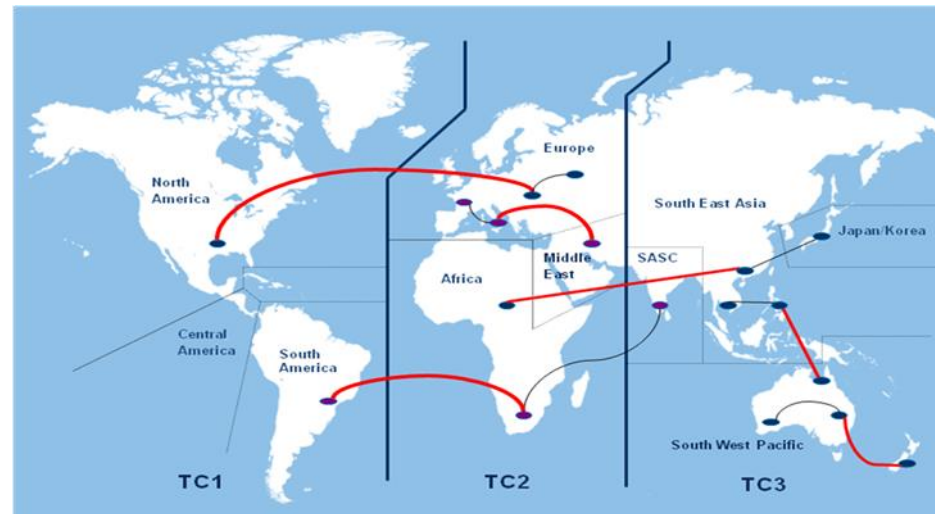 Europe
North
America
South East Asia
Japan/Korea
Middle
East
SASC
Africa
Central
America
South
America
South West Pacific
TC1
TC2
TC3